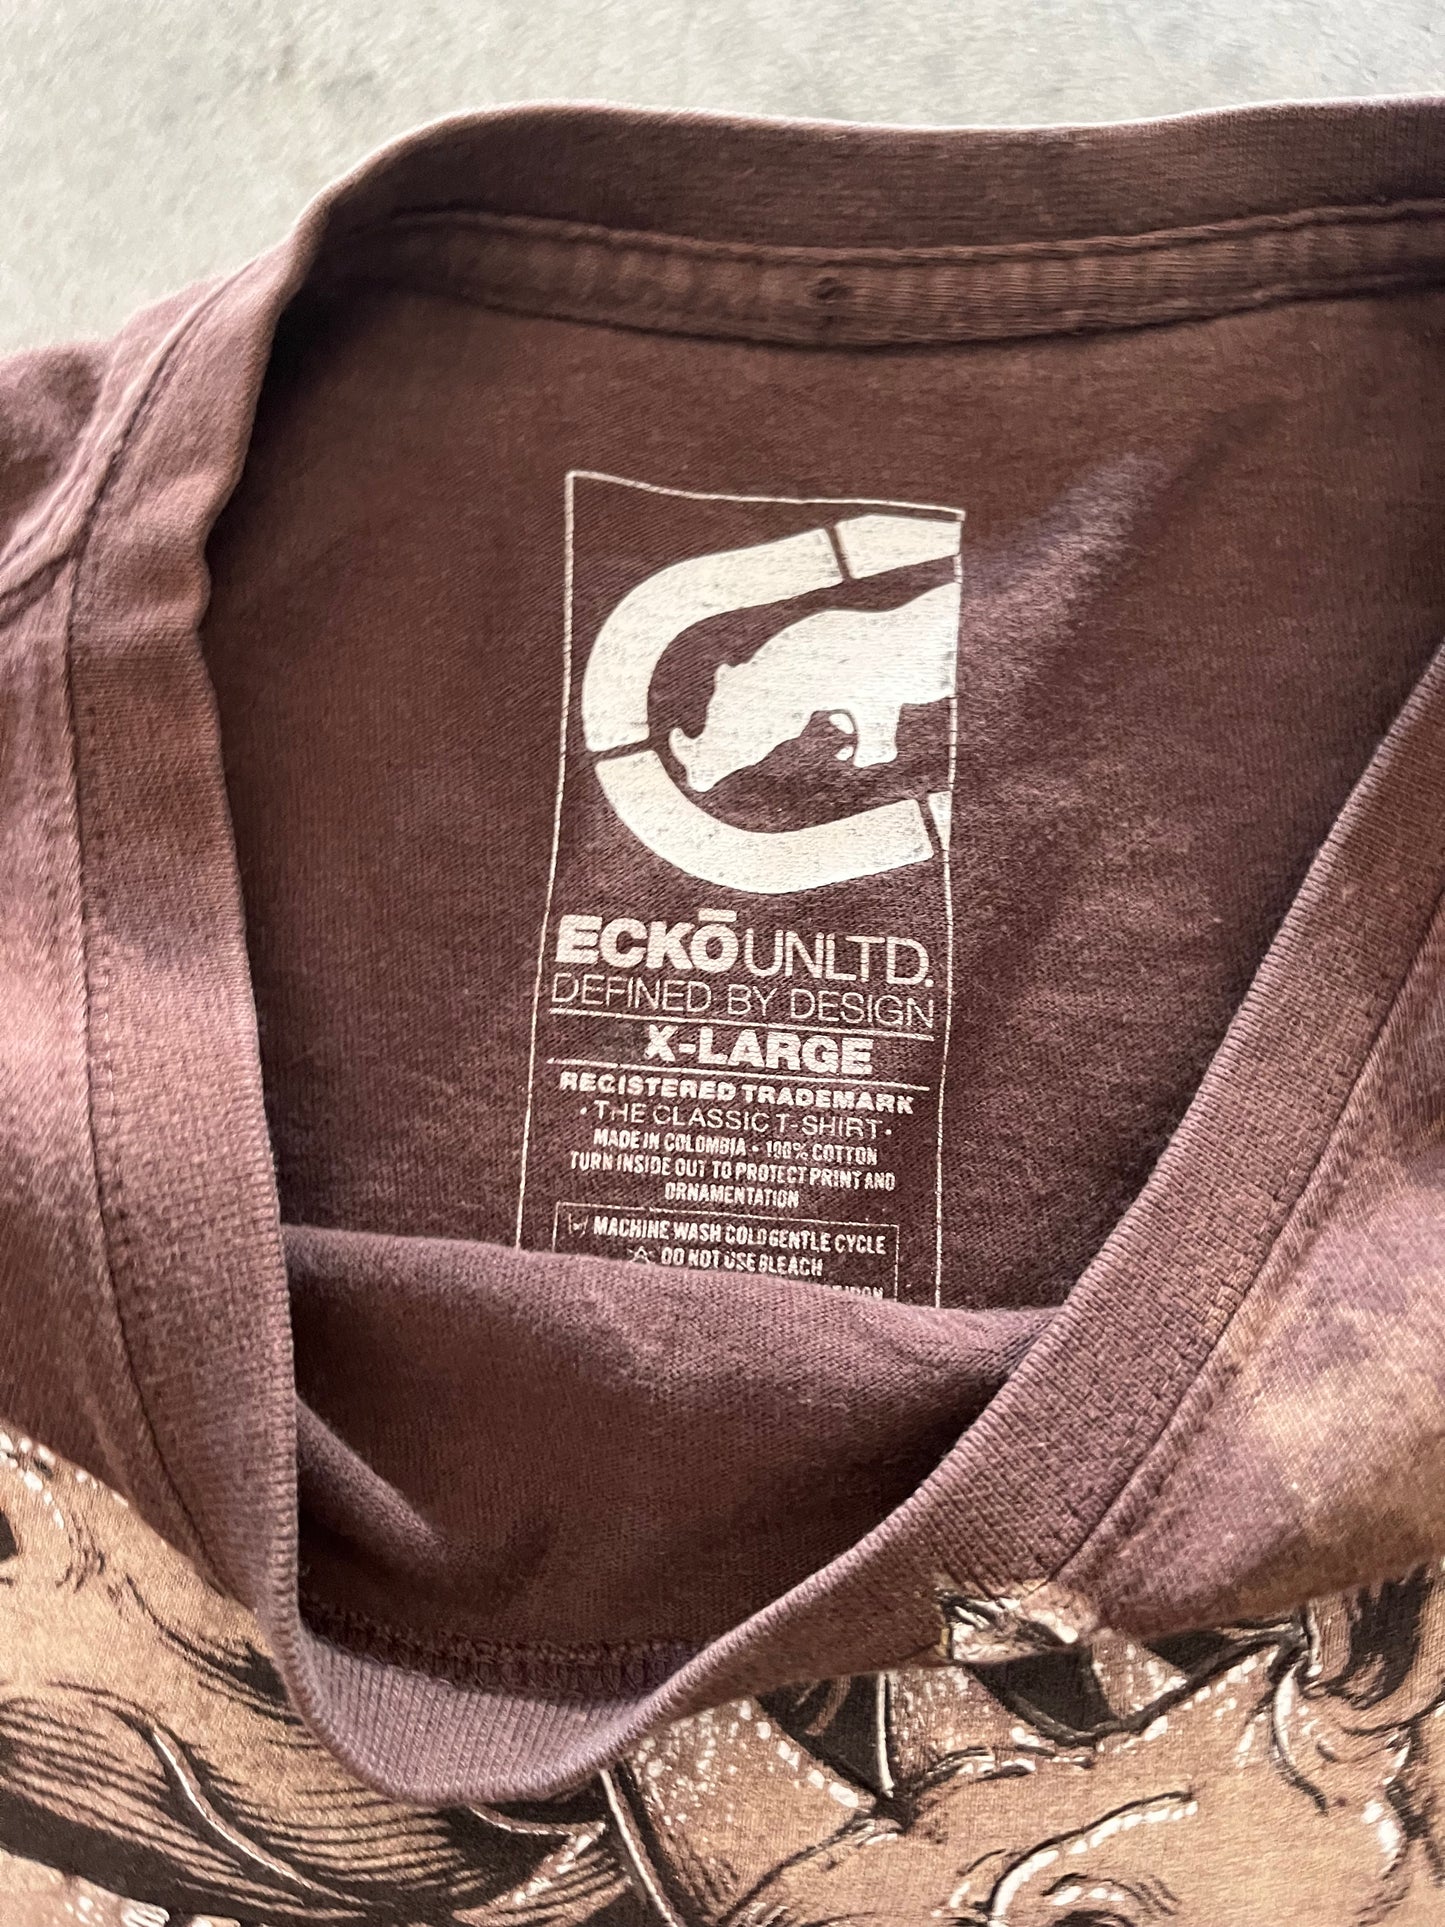 ECKŌ UNLTD.
DEFINED BY DESIGN
X-LARGE
REGISTERED TRADEMARK
• THE CLASSIC T-SHIRT •
MADE IN COLOMBIA • 100% COTTON
TURN INSIDE OUT TO PROTECT PRINT AND
ORNAMENTATION
MACHINE WASH COLD GENTLE CYCLE
DO NOT USE BLEACH